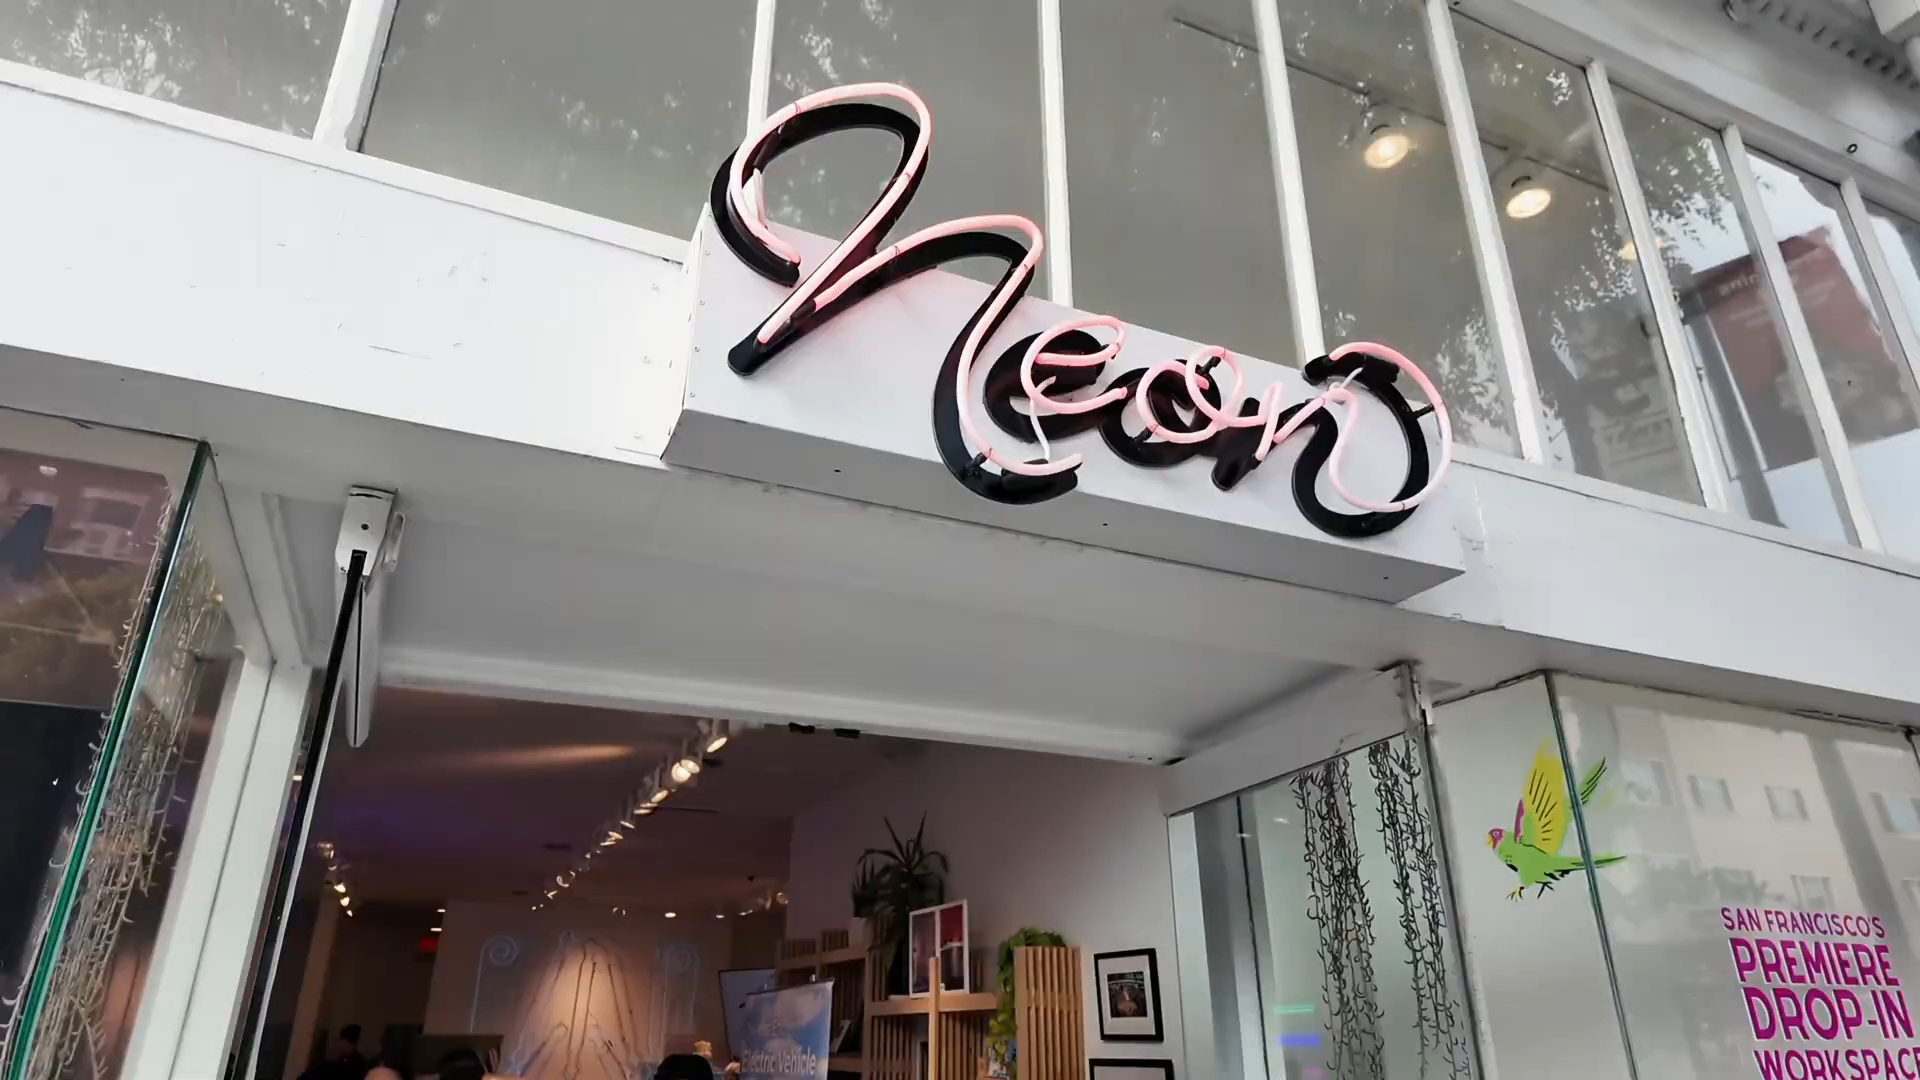 neon
Electric Vehicle
SAN FRANCISCO'S
PREMIERE
DROP-IN
WORKSPACE